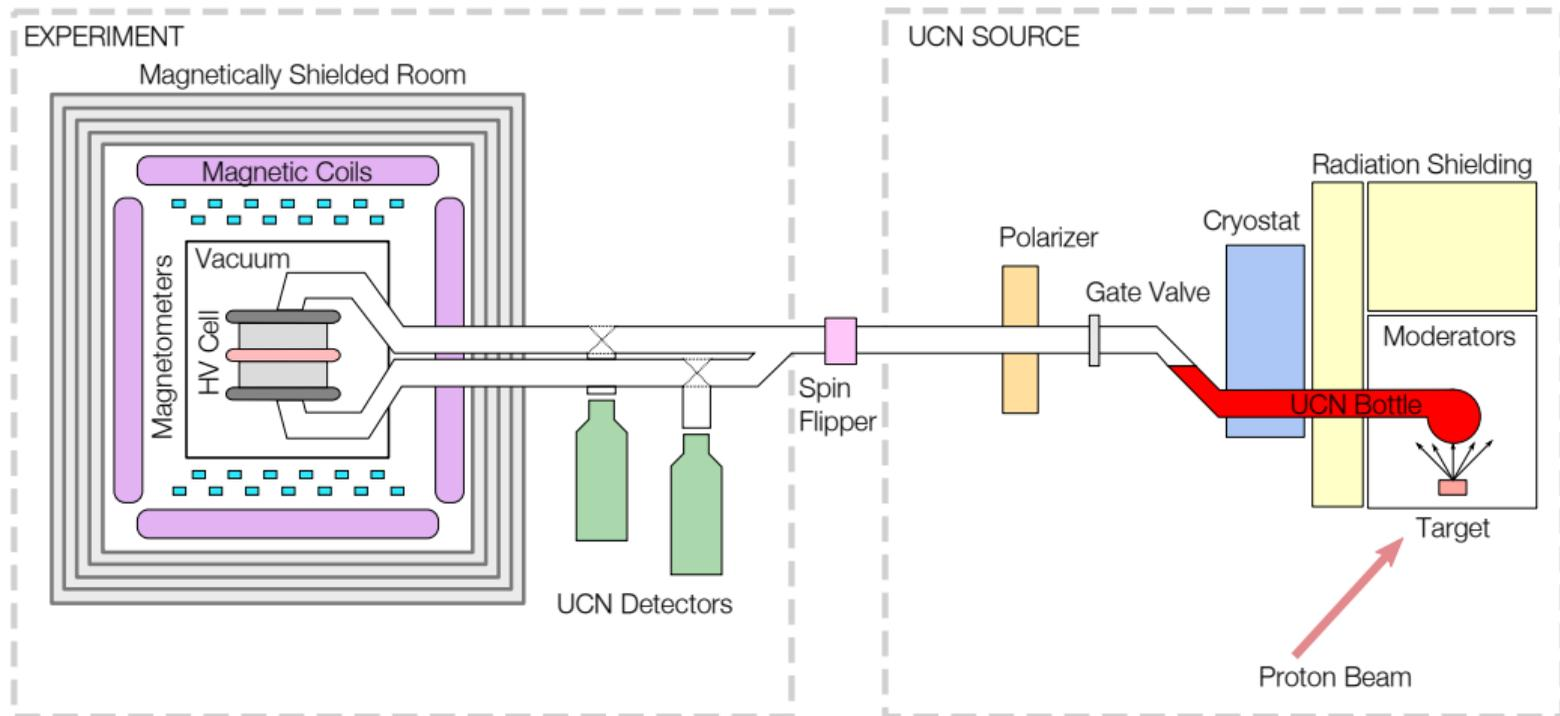 EXPERIMENT
Magnetically Shielded Room
Magnetic Coils
Vacuum
HV Cell
Magnetometers
UCN Detectors
Spin
Flipper
UCN SOURCE
Polarizer
Gate Valve
Cryostat
Radiation Shielding
Moderators
UCN Bottle
Target
Proton Beam